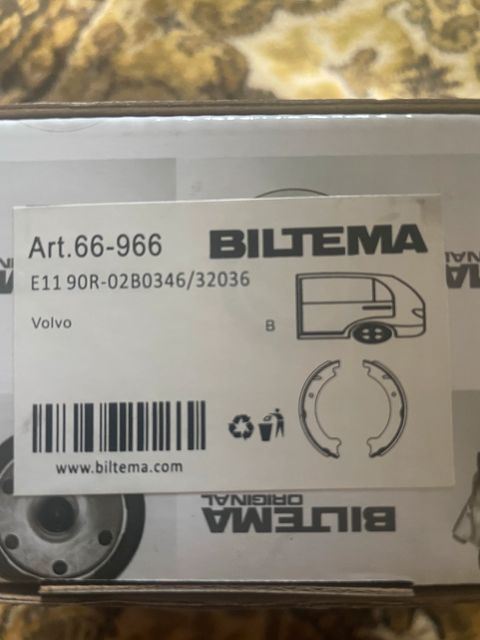 Art.66-966
BILTEMA
E11 90R-02B0346/32036
Volvo
B
www.biltema.com
BILTEMA
ORIGINAL